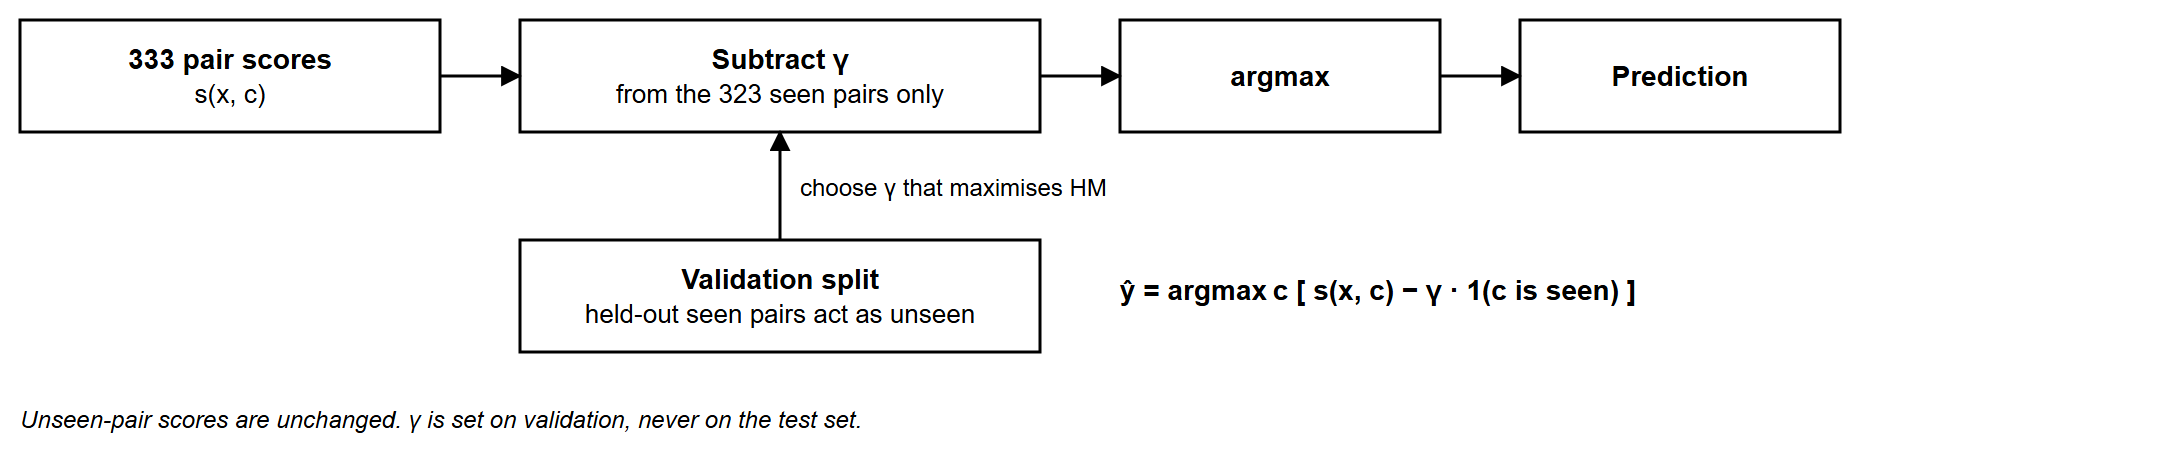 333 pair scores
s(x, c)
Subtract γ
from the 323 seen pairs only
argmax
Prediction
choose γ that maximises HM
Validation split
held-out seen pairs act as unseen
ŷ = argmax c [ s(x, c) − γ · 1(c is seen) ]
Unseen-pair scores are unchanged. γ is set on validation, never on the test set.